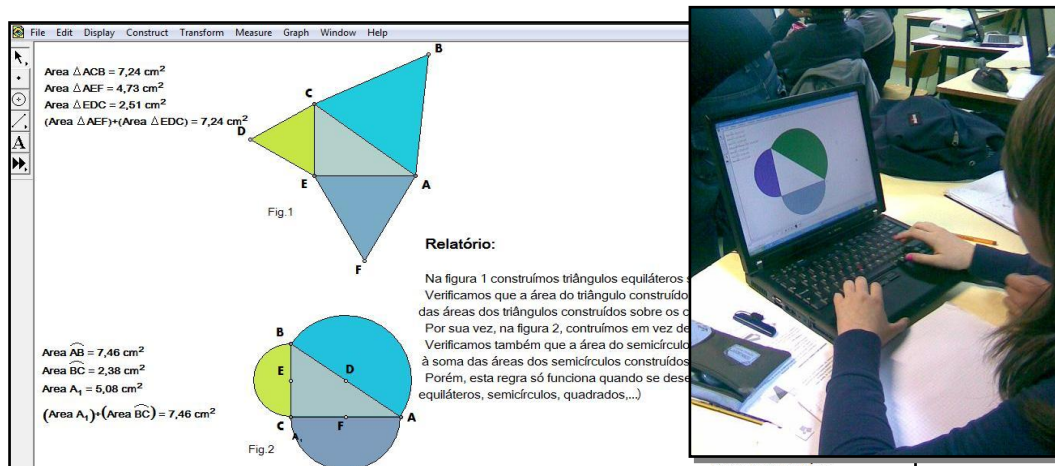 File Edit Display Construct Transform Measure Graph Window Help
Area △ACB = 7,24 cm²
Area △AEF = 4,73 cm²
Area △EDC = 2,51 cm²
(Area △AEF)+(Area △EDC) = 7,24 cm²
B
C
D
E
A
F
Fig.1
Relatório:
Na figura 1 construímos triângulos equiláteros s
Verificamos que a área do triângulo construído
das áreas dos triângulos construídos sobre os c
Por sua vez, na figura 2, contruímos em vez de
Verificamos também que a área do semicírculo
à soma das áreas dos semicírculos construídos
Porém, esta regra só funciona quando se dese
equiláteros, semicírculos, quadrados,...)
Area AB = 7,46 cm²
Area BC = 2,38 cm²
Area A₁ = 5,08 cm²
(Area A₁)+(Area BC) = 7,46 cm²
B
E
D
C
A₁
F
A
Fig.2
A